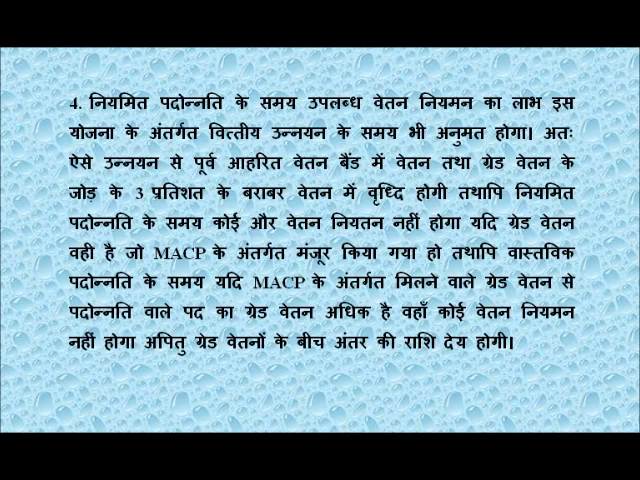 4. नियमित पदोन्नति के समय उपलब्ध वेतन नियमन का लाभ इस
योजना के अंतर्गत वित्तीय उन्नयन के समय भी अनुमत होगा। अतः
ऐसे उन्नयन से पूर्व आहरित वेतन बैंड में वेतन तथा ग्रेड वेतन के
जोड़ के 3 प्रतिशत के बराबर वेतन में वृध्दि होगी तथापि नियमित
पदोन्नति के समय कोई और वेतन नियतन नहीं होगा यदि ग्रेड वेतन
वही है जो MACP के अंतर्गत मंजूर किया गया हो तथापि वास्तविक
पदोन्नति के समय यदि MACP के अंतर्गत मिलने वाले ग्रेड वेतन से
पदोन्नति वाले पद का ग्रेड वेतन अधिक है वहाँ कोई वेतन नियमन
नहीं होगा अपितु ग्रेड वेतनों के बीच अंतर की राशि देय होगी।